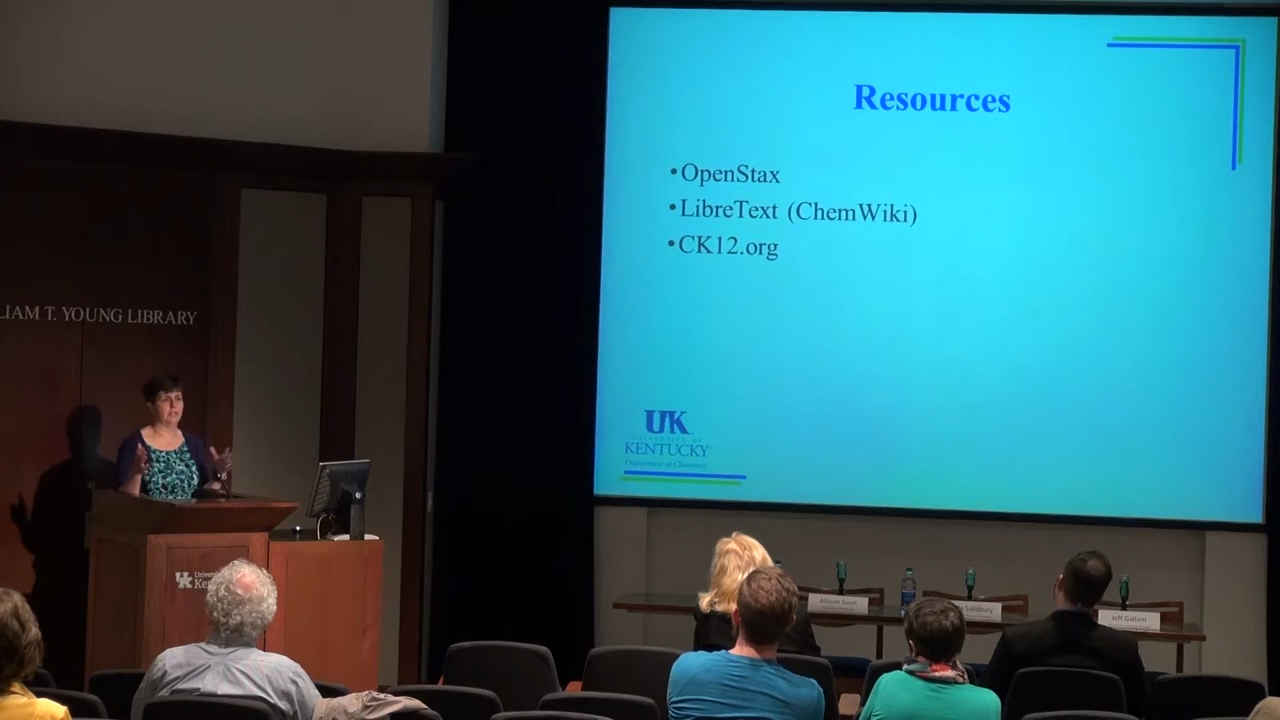 Resources
•OpenStax
•LibreText (ChemWiki)
•CK12.org
UK
UNIVERSITY OF
KENTUCKY
Department of Chemistry
LIAM T. YOUNG LIBRARY
UK
Allison Soult
Salisbury
Jeff Gallant